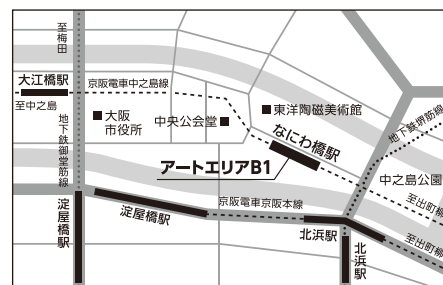 至梅田
大江橋駅
京阪電車中之島線
至中之島
地下鉄御堂筋線
■大阪
市役所
中央公会堂■
■東洋陶磁美術館
なにわ橋駅
アートエリアB1
地下鉄堺筋線
中之島公園
至出町柳
淀屋橋駅
淀屋橋駅
京阪電車京阪本線
北浜駅
北浜駅
至出町柳